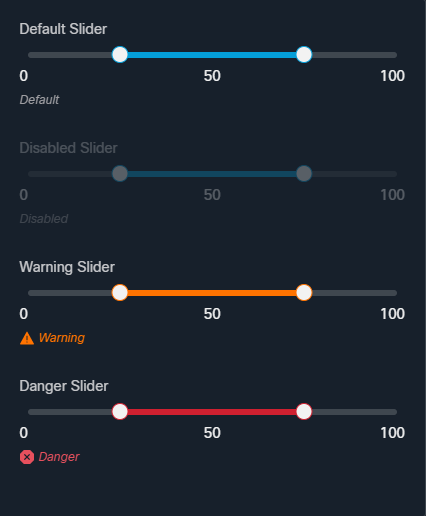 Default Slider
0 50 100
Default
Disabled Slider
0 50 100
Disabled
Warning Slider
0 50 100
Warning
Danger Slider
0 50 100
Danger